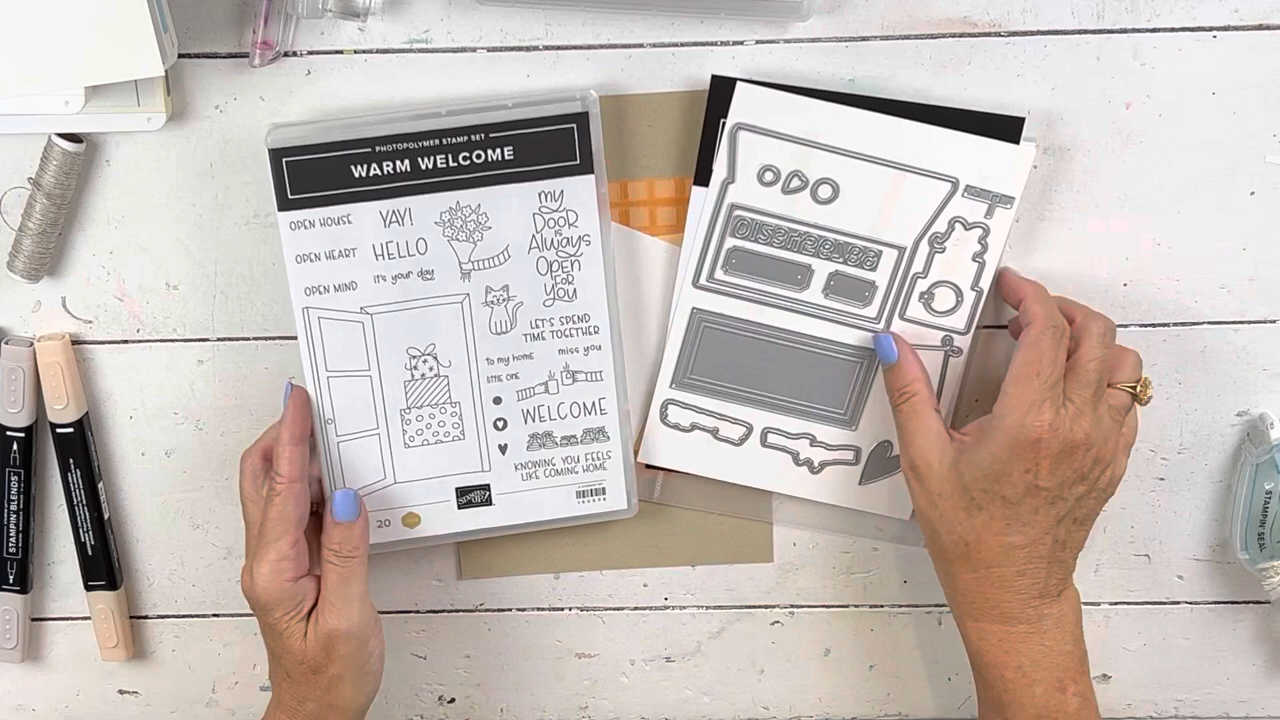 PHOTOPOLYMER STAMP SET
WARM WELCOME
OPEN HOUSE
YAY!
OPEN HEART
HELLO
OPEN MIND
it's your day
my
Door
is
Always
Open
for
you
LET'S SPEND
TIME TOGETHER
to my home
miss you
little one
WELCOME
KNOWING YOU FEELS
LIKE COMING HOME
STAMPIN' UP!
20
STAMPIN' BLENDS
STAMPIN' SEAL